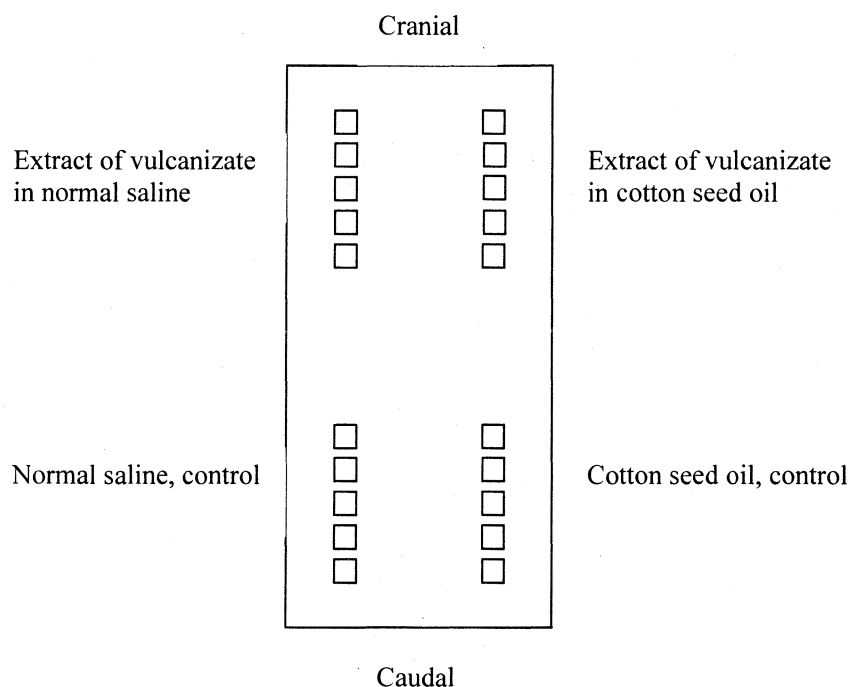 Cranial
Extract of vulcanizate
in normal saline
Extract of vulcanizate
in cotton seed oil
Normal saline, control
Cotton seed oil, control
Caudal